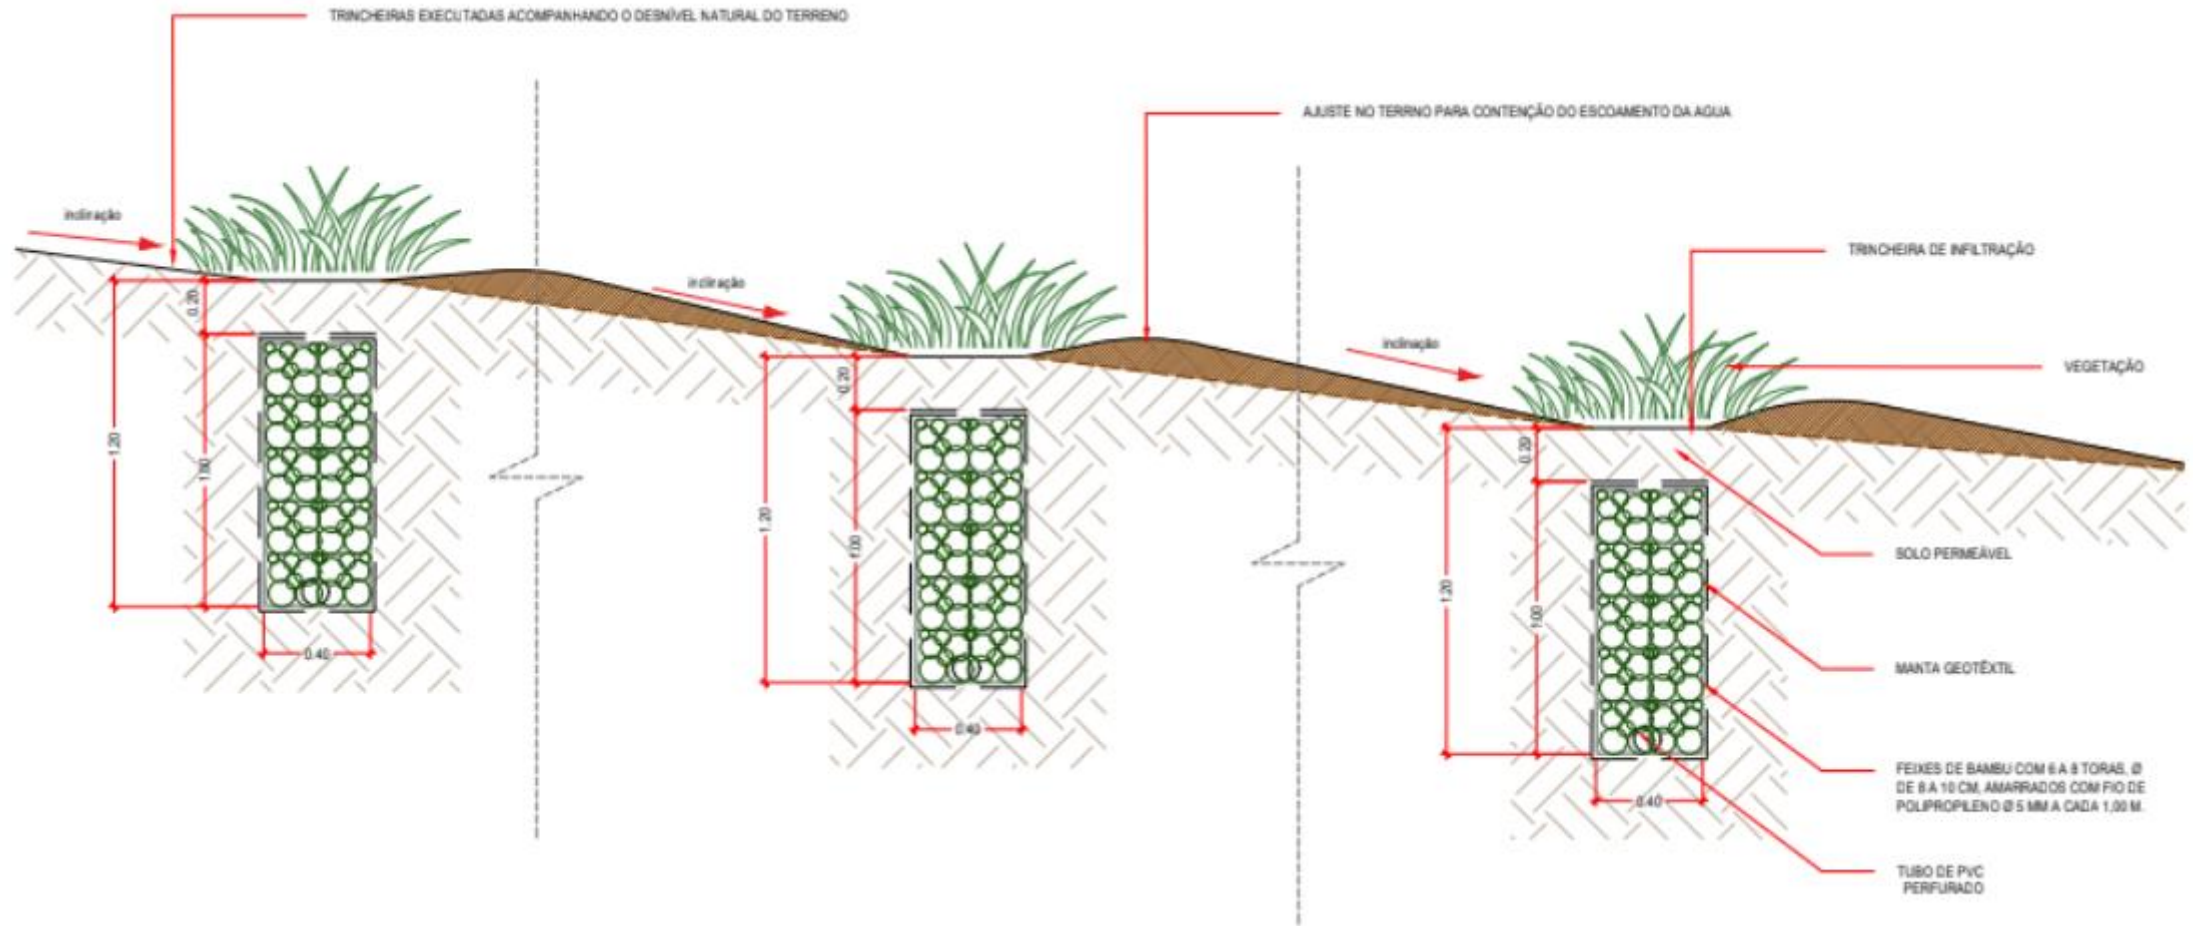 TRINCHEIRAS EXECUTADAS ACOMPANHANDO O DESNÍVEL NATURAL DO TERRENO
AJUSTE NO TERRNO PARA CONTENÇÃO DO ESCOAMENTO DA AGUA
inclinação
inclinação
inclinação
TRINCHEIRA DE INFILTRAÇÃO
VEGETAÇÃO
0.20
1.20
0.40
0.20
1.20
1.00
0.40
0.20
1.20
1.00
0.40
SOLO PERMEÁVEL
MANTA GEOTÊXTIL
FEIXES DE BAMBU COM 6 A 8 TORAS, Ø
DE 8 A 10 CM, AMARRADOS COM FIO DE
POLIPROPILENO Ø 5 MM A CADA 1,00 M.
TUBO DE PVC
PERFURADO